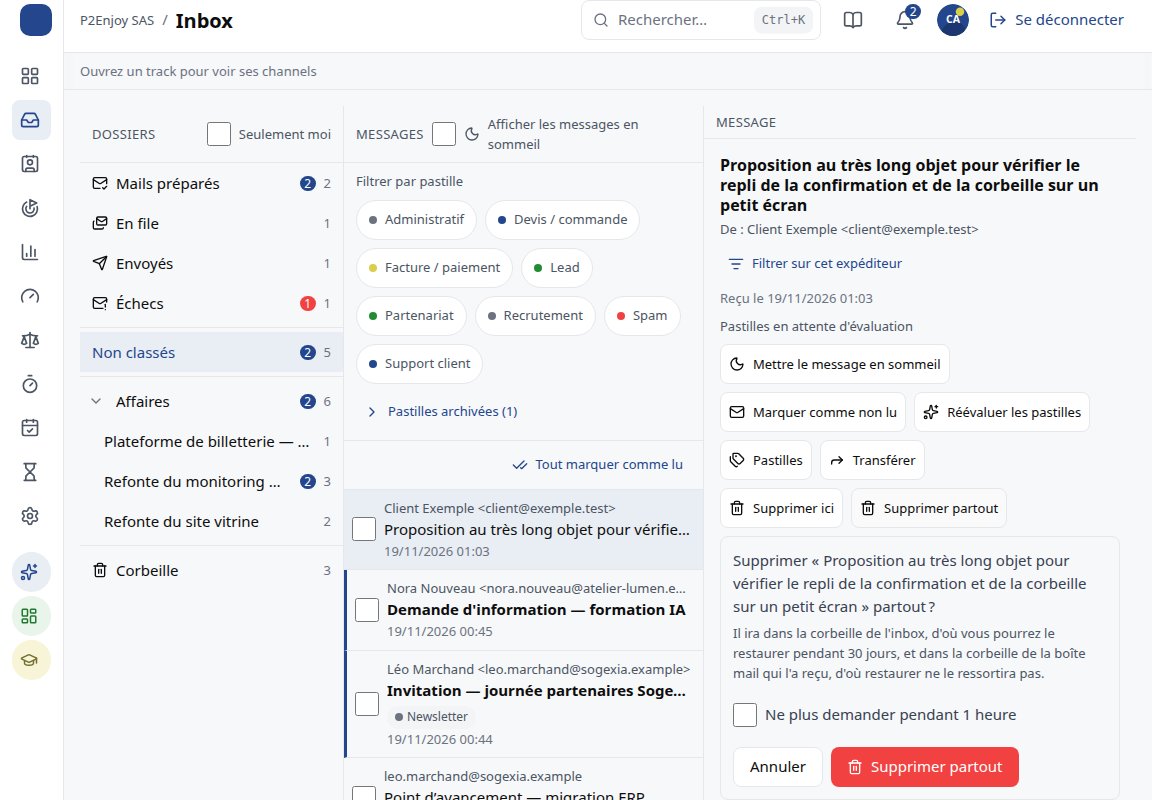 P2Enjoy SAS / Inbox
Rechercher... Ctrl+K
2
CA
Se déconnecter
Ouvrez un track pour voir ses channels
DOSSIERS
Seulement moi
Mails préparés 2 2
En file 1
Envoyés 1
Échecs 1 1
Non classés 2 5
Affaires 2 6
Plateforme de billetterie — ... 1
Refonte du monitoring ... 2 3
Refonte du site vitrine 2
Corbeille 3
MESSAGES
Afficher les messages en
sommeil
Filtrer par pastille
Administratif
Devis / commande
Facture / paiement
Lead
Partenariat
Recrutement
Spam
Support client
Pastilles archivées (1)
Tout marquer comme lu
Client Exemple <client@exemple.test>
Proposition au très long objet pour vérifie...
19/11/2026 01:03
Nora Nouveau <nora.nouveau@atelier-lumen.e...
Demande d'information — formation IA
19/11/2026 00:45
Léo Marchand <leo.marchand@sogexia.example>
Invitation — journée partenaires Soge...
Newsletter
19/11/2026 00:44
leo.marchand@sogexia.example
Point d'avancement — migration ERP
MESSAGE
Proposition au très long objet pour vérifier le
repli de la confirmation et de la corbeille sur un
petit écran
De : Client Exemple <client@exemple.test>
Filtrer sur cet expéditeur
Reçu le 19/11/2026 01:03
Pastilles en attente d'évaluation
Mettre le message en sommeil
Marquer comme non lu
Réévaluer les pastilles
Pastilles
Transférer
Supprimer ici
Supprimer partout
Supprimer « Proposition au très long objet pour
vérifier le repli de la confirmation et de la corbeille
sur un petit écran » partout ?
Il ira dans la corbeille de l'inbox, d'où vous pourrez le
restaurer pendant 30 jours, et dans la corbeille de la boîte
mail qui l'a reçu, d'où restaurer ne le ressortira pas.
Ne plus demander pendant 1 heure
Annuler
Supprimer partout